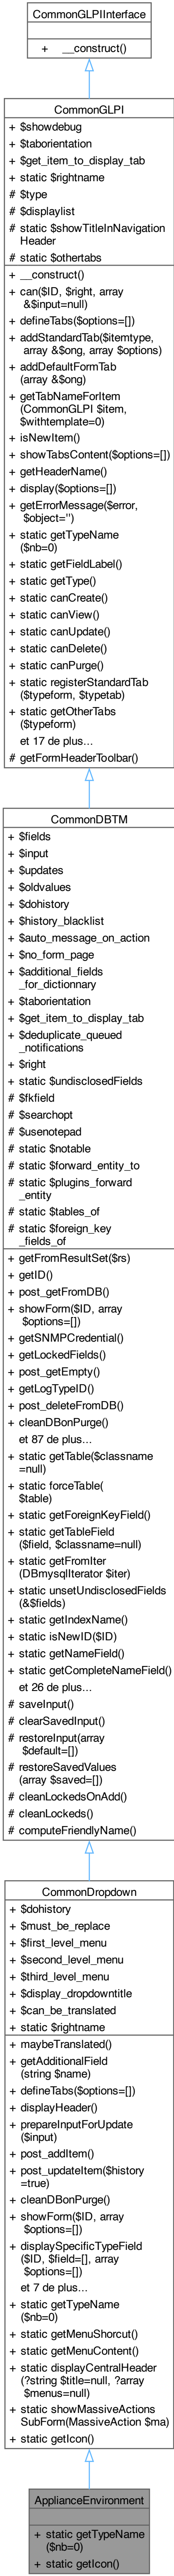 CommonGLPIInterface
+ __construct()
CommonGLPI
+ $showdebug
+ $taborientation
+ $get_item_to_display_tab
+ static $rightname
# $type
# $displaylist
# static $showTitleInNavigation
Header
# static $othertabs
+ __construct()
+ can($ID, $right, array
&$input=null)
+ defineTabs($options=[])
+ addStandardTab($itemtype,
array &$ong, array $options)
+ addDefaultFormTab
(array &$ong)
+ getTabNameForItem
(CommonGLPI $item,
$withtemplate=0)
+ isNewItem()
+ showTabsContent($options=[])
+ getHeaderName()
+ display($options=[])
+ getErrorMessage($error,
$object='')
+ static getTypeName
($nb=0)
+ static getFieldLabel()
+ static getType()
+ static canCreate()
+ static canView()
+ static canUpdate()
+ static canDelete()
+ static canPurge()
+ static registerStandardTab
($typeform, $typetab)
+ static getOtherTabs
($typeform)
et 17 de plus...
# getFormHeaderToolbar()
CommonDBTM
+ $fields
+ $input
+ $updates
+ $oldvalues
+ $dohistory
+ $history_blacklist
+ $auto_message_on_action
+ $no_form_page
+ $additional_fields
_for_dictionnary
+ $taborientation
+ $get_item_to_display_tab
+ $deduplicate_queued
_notifications
+ $right
+ static $undisclosedFields
# $fkfield
# $searchopt
# $usenotepad
# static $notable
# static $forward_entity_to
# static $plugins_forward
_entity
# static $tables_of
# static $foreign_key
_fields_of
+ getFromResultSet($rs)
+ getID()
+ post_getFromDB()
+ showForm($ID, array
$options=[])
+ getSNMPCredential()
+ getLockedFields()
+ post_getEmpty()
+ getLogTypeID()
+ post_deleteFromDB()
+ cleanDBonPurge()
et 87 de plus...
+ static getTable($classname
=null)
+ static forceTable(
$table)
+ static getForeignKeyField()
+ static getTableField
($field, $classname=null)
+ static getFromIter
(DBmysqlIterator $iter)
+ static unsetUndisclosedFields
(&$fields)
+ static getIndexName()
+ static isNewID($ID)
+ static getNameField()
+ static getCompleteNameField()
et 26 de plus...
# saveInput()
# clearSavedInput()
# restoreInput(array
$default=[])
# restoreSavedValues
(array $saved=[])
# cleanLockedsOnAdd()
# cleanLockeds()
# computeFriendlyName()
CommonDropdown
+ $dohistory
+ $must_be_replace
+ $first_level_menu
+ $second_level_menu
+ $third_level_menu
+ $display_dropdowntitle
+ $can_be_translated
+ static $rightname
+ maybeTranslated()
+ getAdditionalField
(string $name)
+ defineTabs($options=[])
+ displayHeader()
+ prepareInputForUpdate
($input)
+ post_addItem()
+ post_updateItem($history
=true)
+ cleanDBonPurge()
+ showForm($ID, array
$options=[])
+ displaySpecificTypeField
($ID, $field=[], array
$options=[])
et 7 de plus...
+ static getTypeName
($nb=0)
+ static getMenuShorcut()
+ static getMenuContent()
+ static displayCentralHeader
(?string $title=null, ?array
$menus=null)
+ static showMassiveActions
SubForm(MassiveAction $ma)
+ static getIcon()
ApplianceEnvironment
+ static getTypeName
($nb=0)
+ static getIcon()